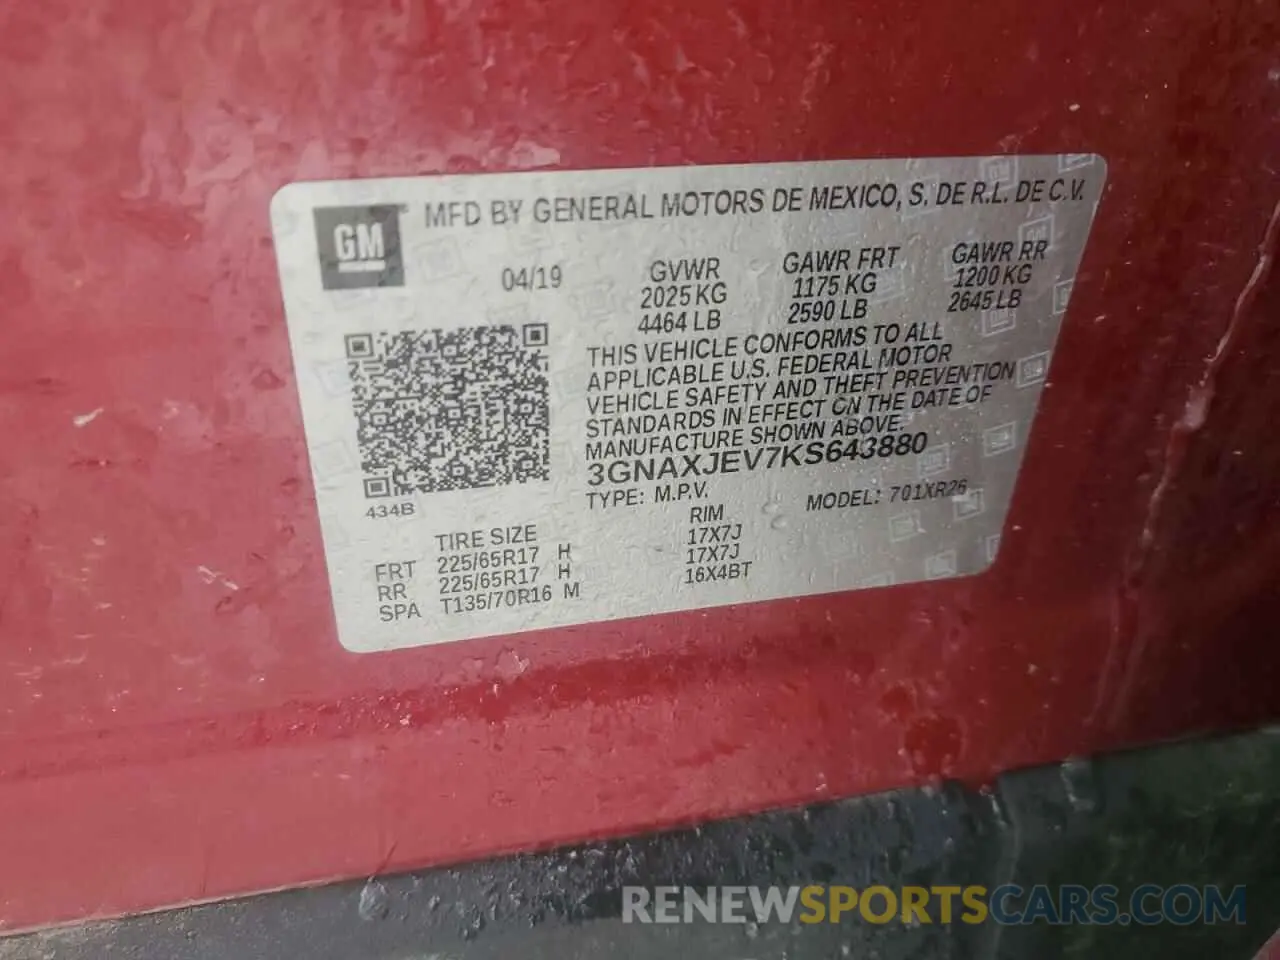 GM
MFD BY GENERAL MOTORS DE MEXICO, S. DE R.L. DE C.V.
04/19
GVWR GAWR FRT GAWR RR
2025 KG 1175 KG 1200 KG
4464 LB 2590 LB 2645 LB
THIS VEHICLE CONFORMS TO ALL
APPLICABLE U.S. FEDERAL MOTOR
VEHICLE SAFETY AND THEFT PREVENTION
STANDARDS IN EFFECT ON THE DATE OF
MANUFACTURE SHOWN ABOVE.
3GNAXJEV7KS643880
TYPE: M.P.V. MODEL: 701XR26
434B
TIRE SIZE RIM
FRT 225/65R17 H 17X7J
RR 225/65R17 H 17X7J
SPA T135/70R16 M 16X4BT
RENEWSPORTSCARS.COM